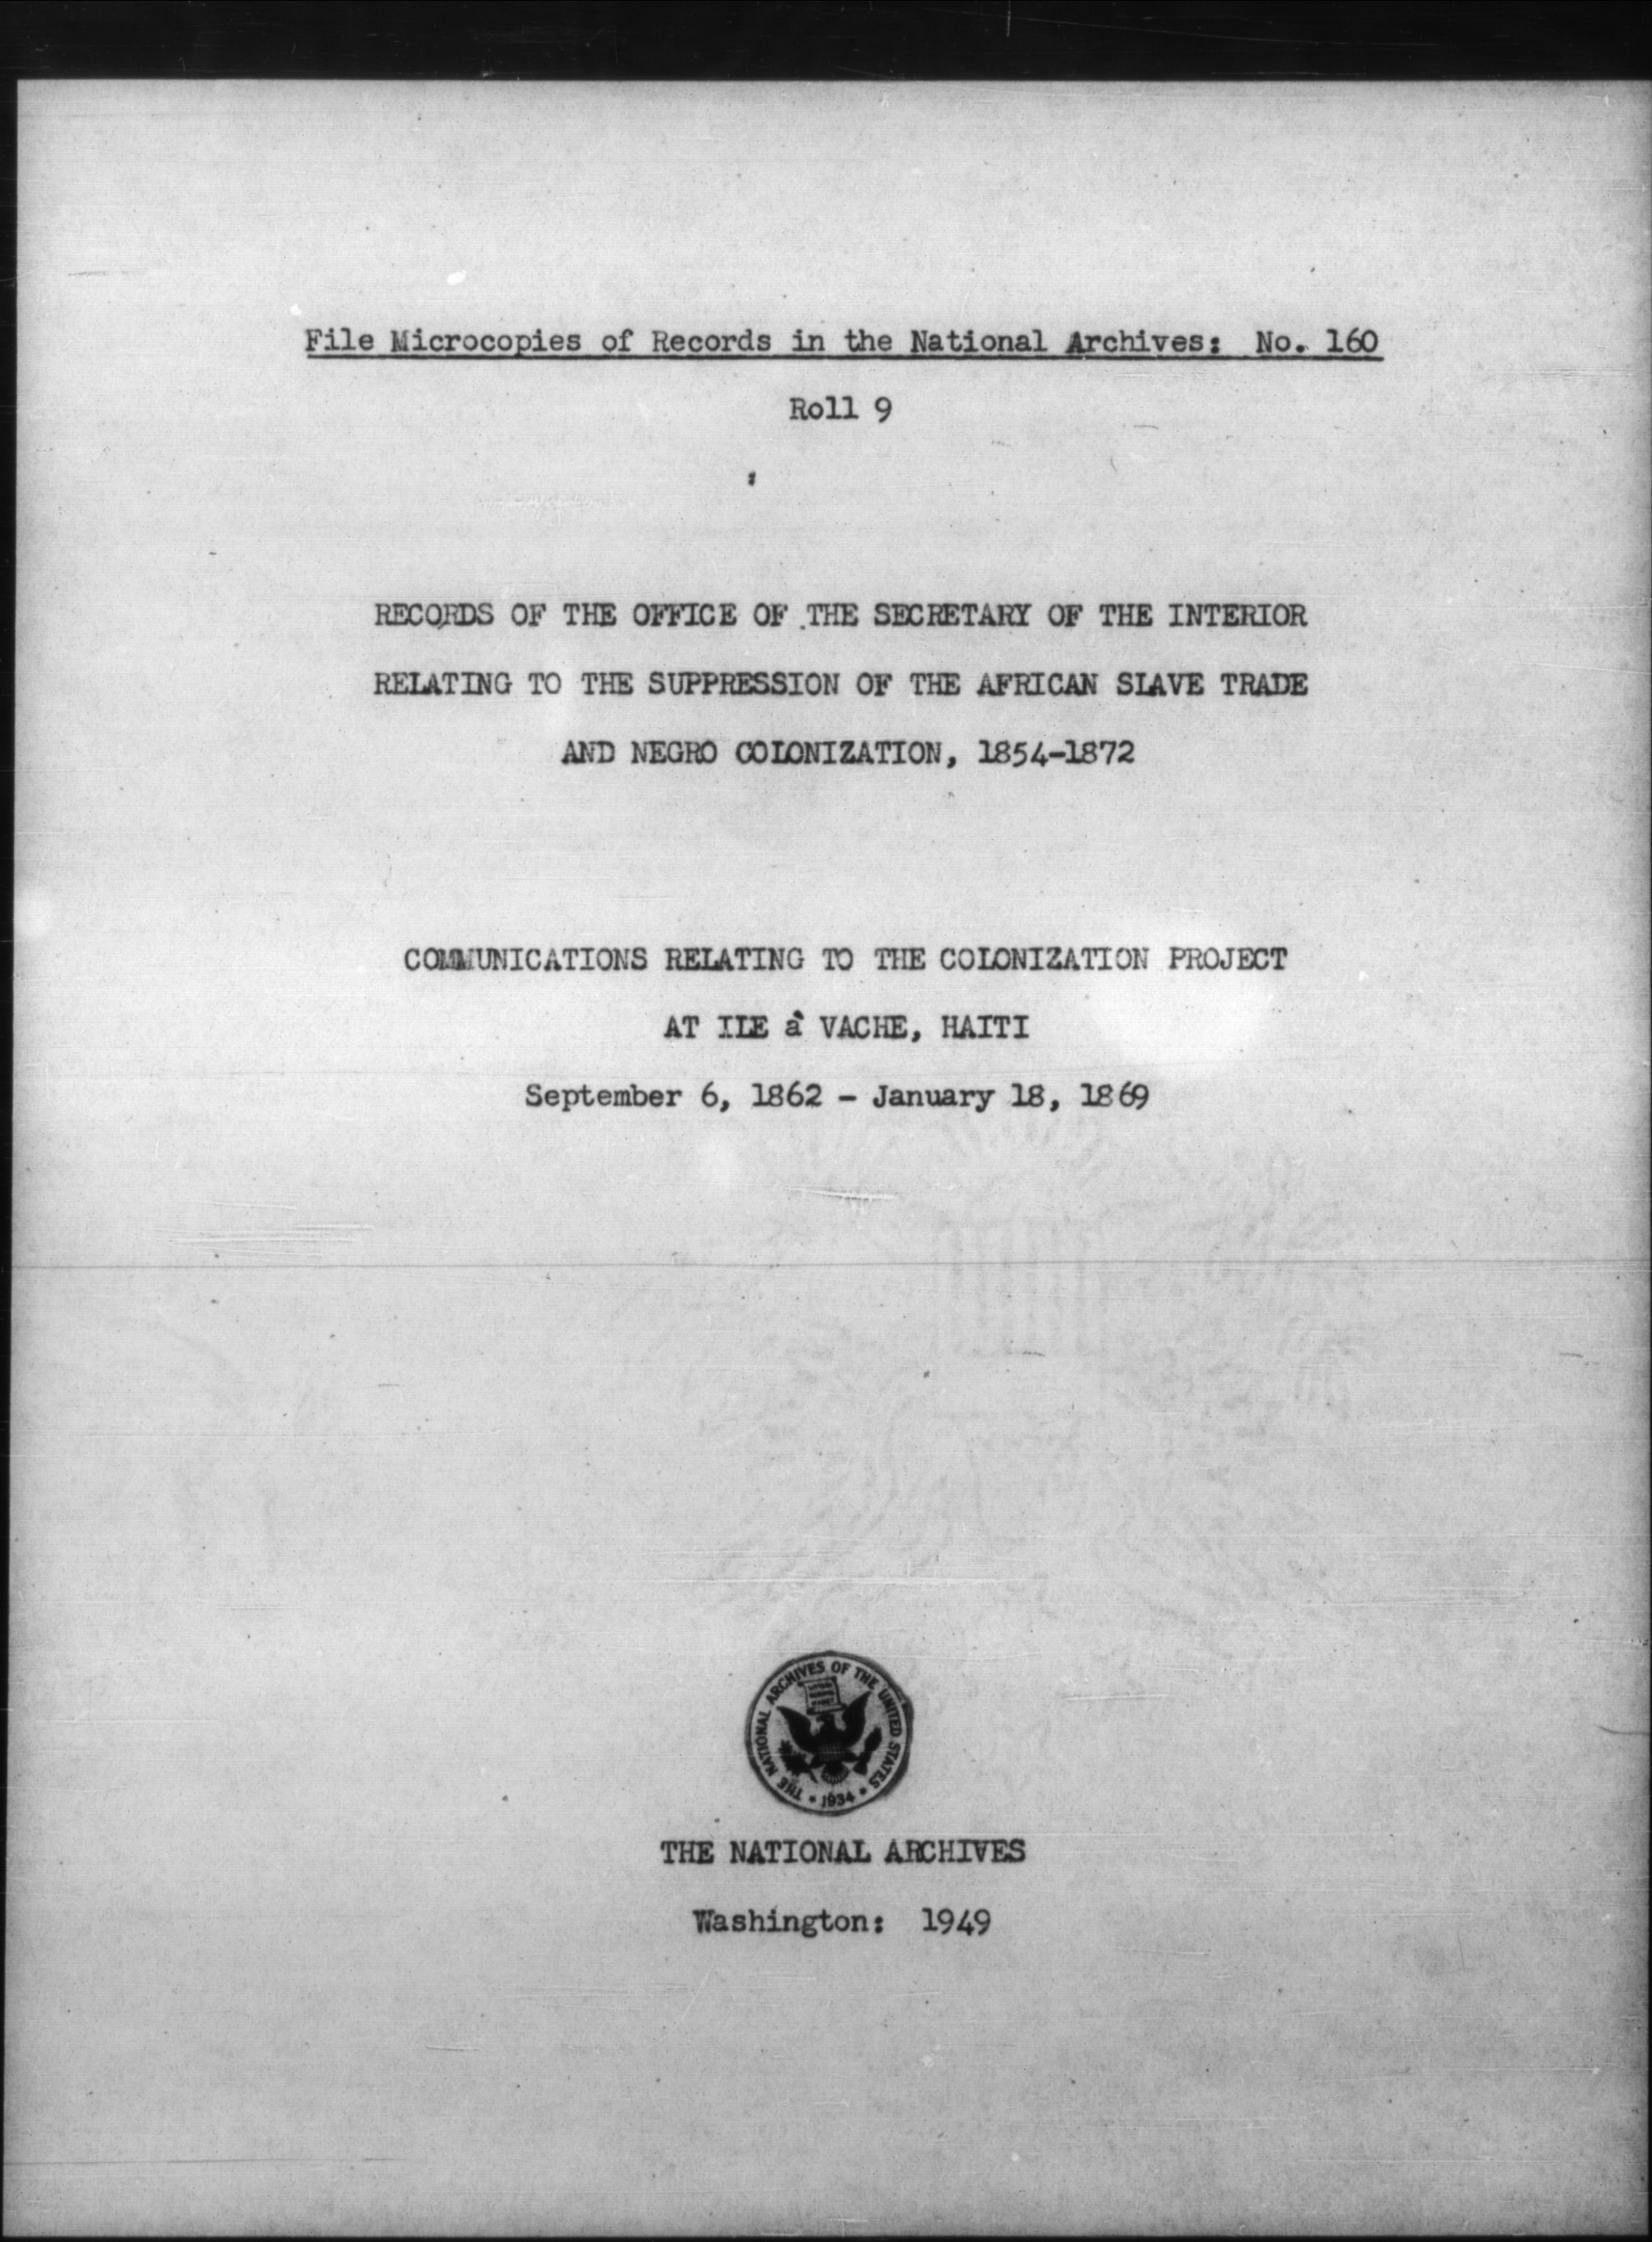 File Microcopies of Records in the National Archives: No. 160
Roll 9
RECORDS OF THE OFFICE OF THE SECRETARY OF THE INTERIOR
RELATING TO THE SUPPRESSION OF THE AFRICAN SLAVE TRADE
AND NEGRO COLONIZATION, 1854-1872
COMMUNICATIONS RELATING TO THE COLONIZATION PROJECT
AT ILE à VACHE, HAITI
September 6, 1862 - January 18, 1869
THE NATIONAL ARCHIVES OF THE UNITED STATES
* 1934 *
THE NATIONAL ARCHIVES
Washington: 1949